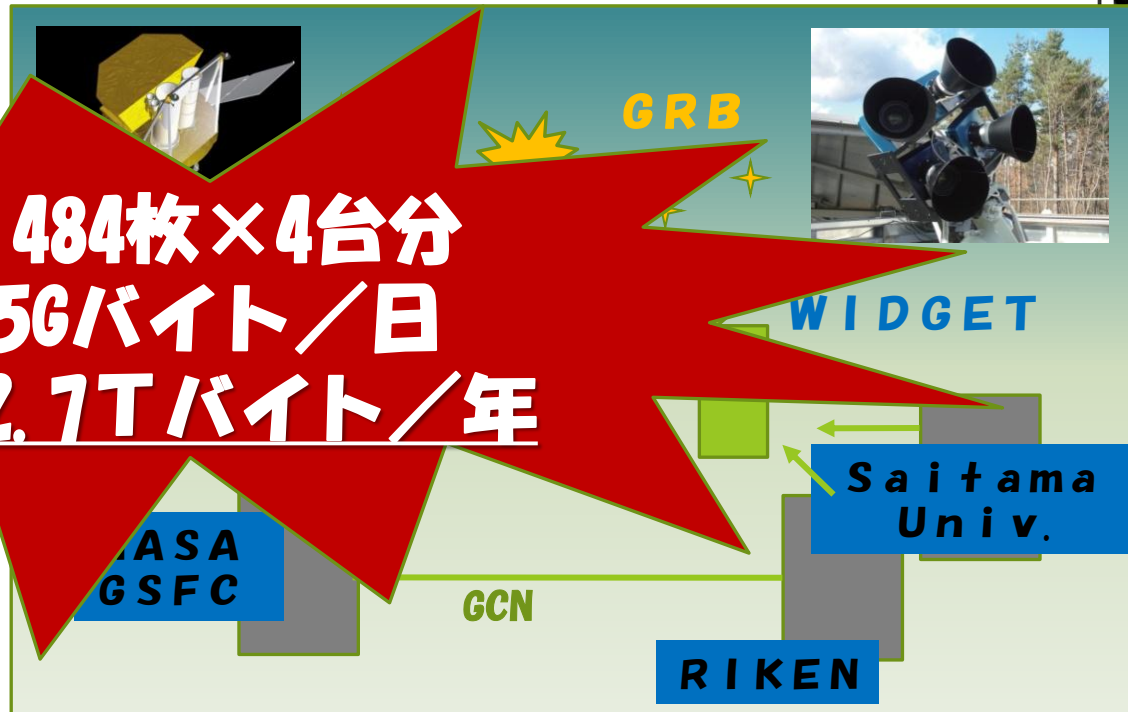 GRB
484枚×4台分
5Gバイト／日
.7Tバイト／年
WIDGET
Saitama
Univ.
ASA
GSFC
GCN
RIKEN